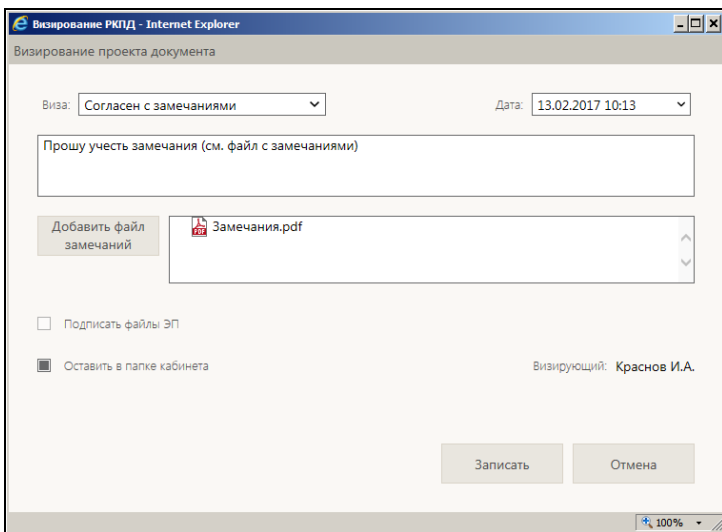 Визирование РКПД - Internet Explorer
Визирование проекта документа
Виза: Согласен с замечаниями
Дата: 13.02.2017 10:13
Прошу учесть замечания (см. файл с замечаниями)
Добавить файл
замечаний
PDF Замечания.pdf
Подписать файлы ЭП
Оставить в папке кабинета
Визирующий: Краснов И.А.
Записать
Отмена
100%